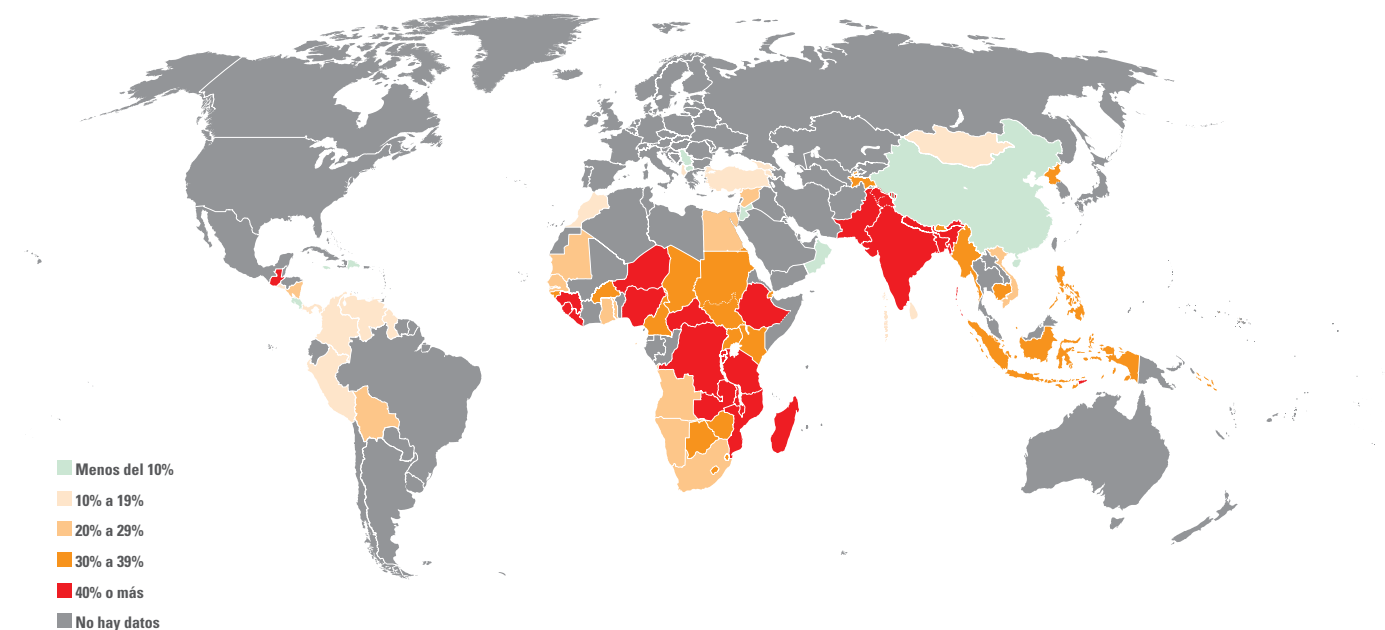 Menos del 10%
10% a 19%
20% a 29%
30% a 39%
40% o más
No hay datos